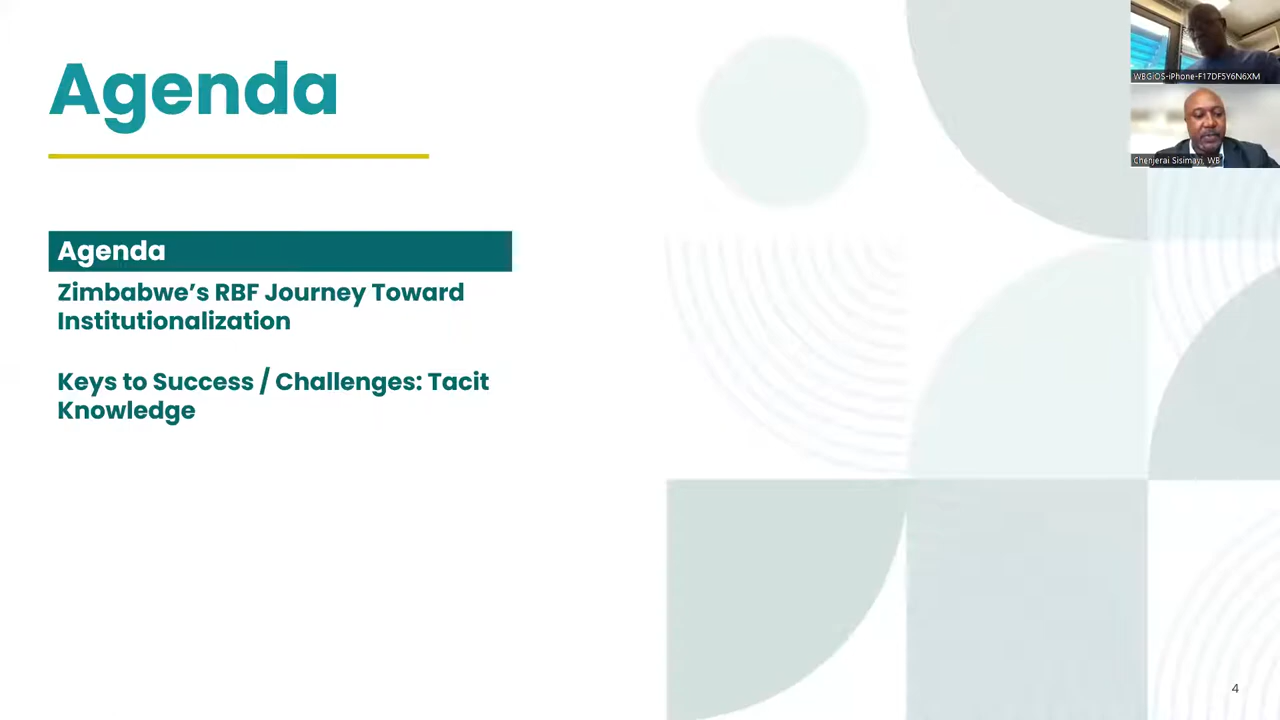 Agenda
Agenda
Zimbabwe’s RBF Journey Toward
Institutionalization
Keys to Success / Challenges: Tacit
Knowledge
WBGIOS-iPhone-F17DF5Y6N6XM
Chenjerai Sisimayi, WB
4